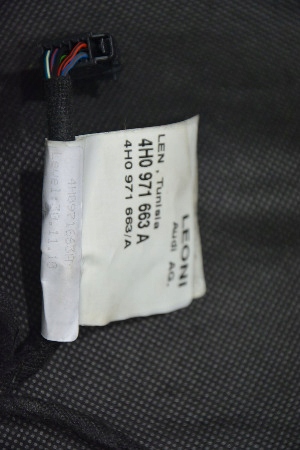 LEONI
Audi AG.
LEN , Tunisia
4H0 971 663 A
4H0 971 663/A